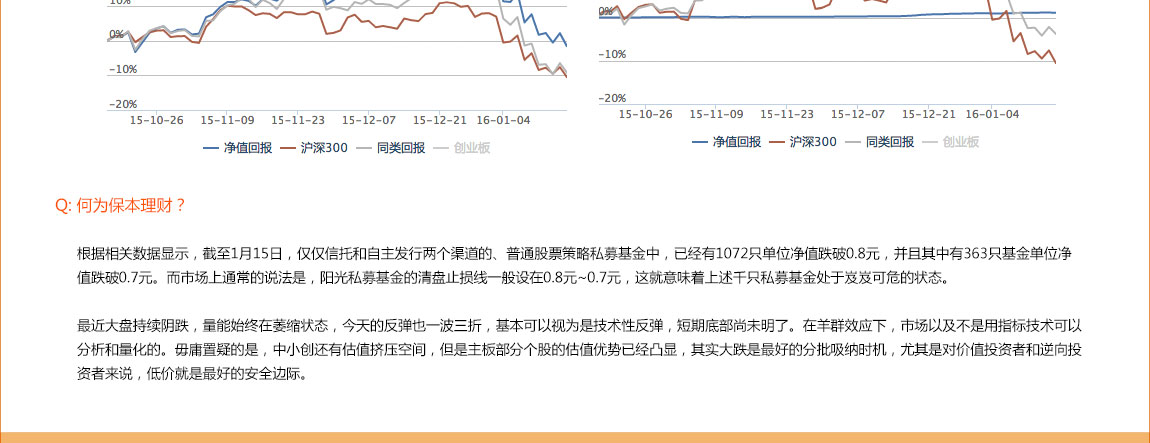 10%
0%
-10%
-20%
15-10-26 15-11-09 15-11-23 15-12-07 15-12-21 16-01-04
净值回报 沪深300 同类回报 创业板
0%
-10%
-20%
15-10-26 15-11-09 15-11-23 15-12-07 15-12-21 16-01-04
净值回报 沪深300 同类回报 创业板
Q: 何为保本理财？
根据相关数据显示，截至1月15日，仅仅信托和自主发行两个渠道的、普通股票策略私募基金中，已经有1072只单位净值跌破0.8元，并且其中有363只基金单位净
值跌破0.7元。而市场上通常的说法是，阳光私募基金的清盘止损线一般设在0.8元~0.7元，这就意味着上述千只私募基金处于岌岌可危的状态。
最近大盘持续阴跌，量能始终在萎缩状态，今天的反弹也一波三折，基本可以视为是技术性反弹，短期底部尚未明了。在羊群效应下，市场以及不是用指标技术可以
分析和量化的。毋庸置疑的是，中小创还有估值挤压空间，但是主板部分个股的估值优势已经凸显，其实大跌是最好的分批吸纳时机，尤其是对价值投资者和逆向投
资者来说，低价就是最好的安全边际。